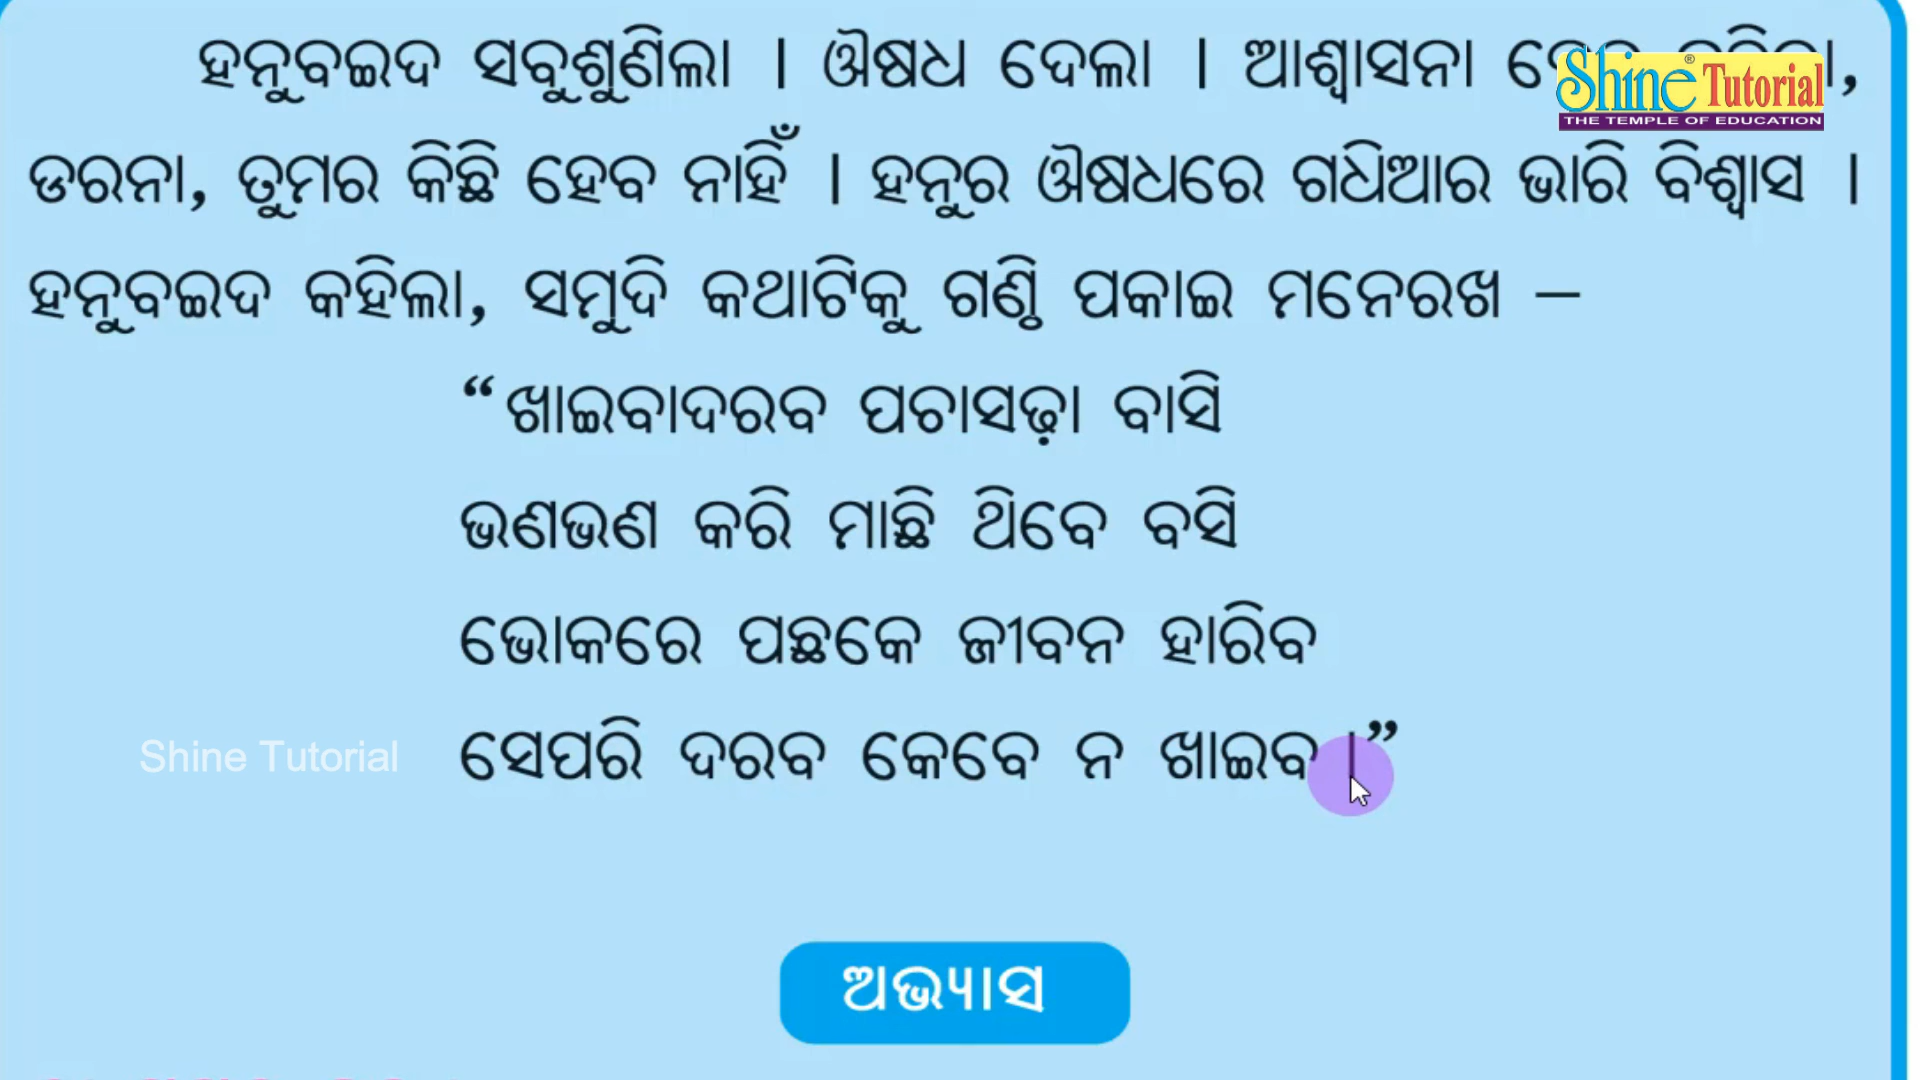 ହନୁବଇଦ ସବୁଶୁଣିଲା । ଔଷଧ ଦେଲା । ଆଶ୍ୱାସନା
Shine® Tutorial
THE TEMPLE OF EDUCATION
ଡରନା, ତୁମର କିଛି ହେବ ନାହିଁ । ହନୁର ଔଷଧରେ ଗଧିଆର ଭାରି ବିଶ୍ୱାସ ।
ହନୁବଇଦ କହିଲା, ସମୁଦି କଥାଟିକୁ ଗଣ୍ଠି ପକାଇ ମନେରଖ –
“ଖାଇବାଦରବ ପଚାସଢ଼ା ବାସି
ଭଣଭଣ କରି ମାଛି ଥିବେ ବସି
ଭୋକରେ ପଛକେ ଜୀବନ ହାରିବ
ସେପରି ଦରବ କେବେ ନ ଖାଇବ ।”
Shine Tutorial
ଅଭ୍ୟାସ